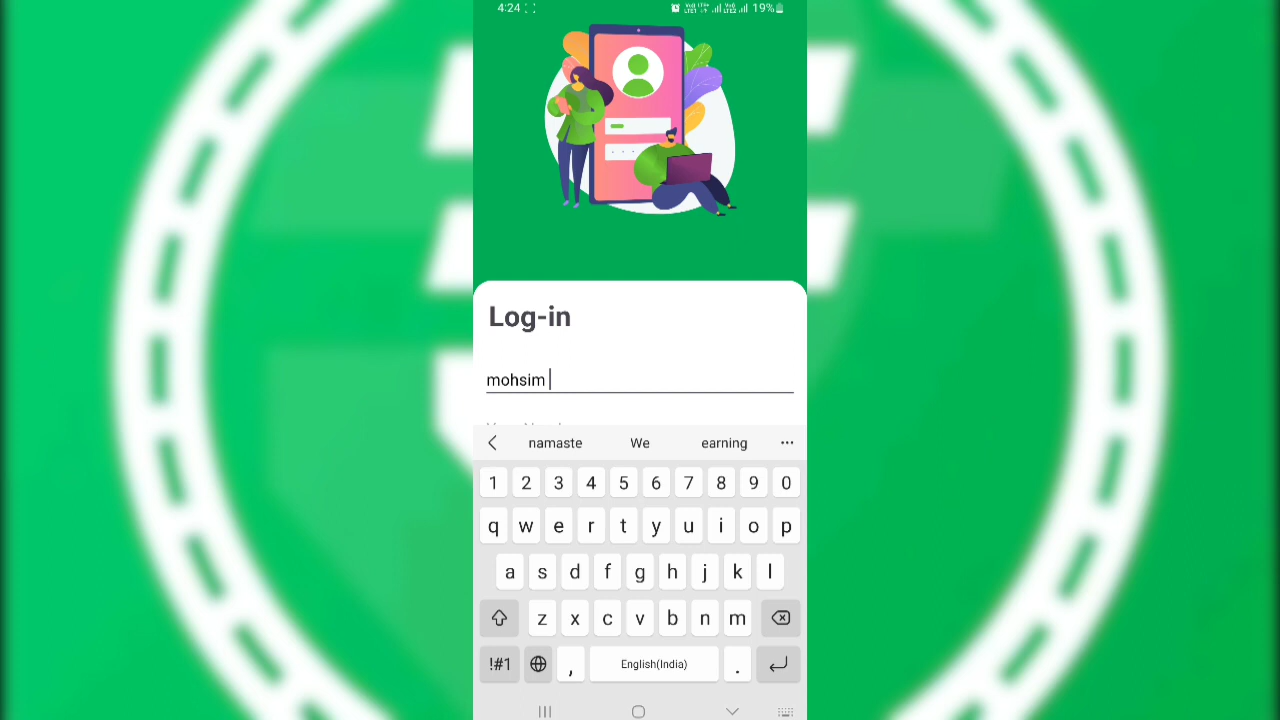 4:24 19%
Log-in
mohsim
namaste We earning
1 2 3 4 5 6 7 8 9 0
q w e r t y u i o p
a s d f g h j k l
z x c v b n m
!#1 , English(India) .